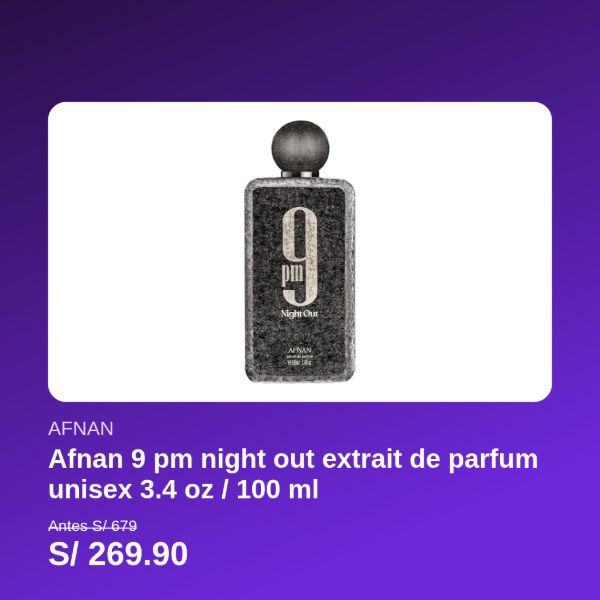 9
pm
Night Out
AFNAN
AFNAN
Afnan 9 pm night out extrait de parfum
unisex 3.4 oz / 100 ml
Antes S/ 679
S/ 269.90